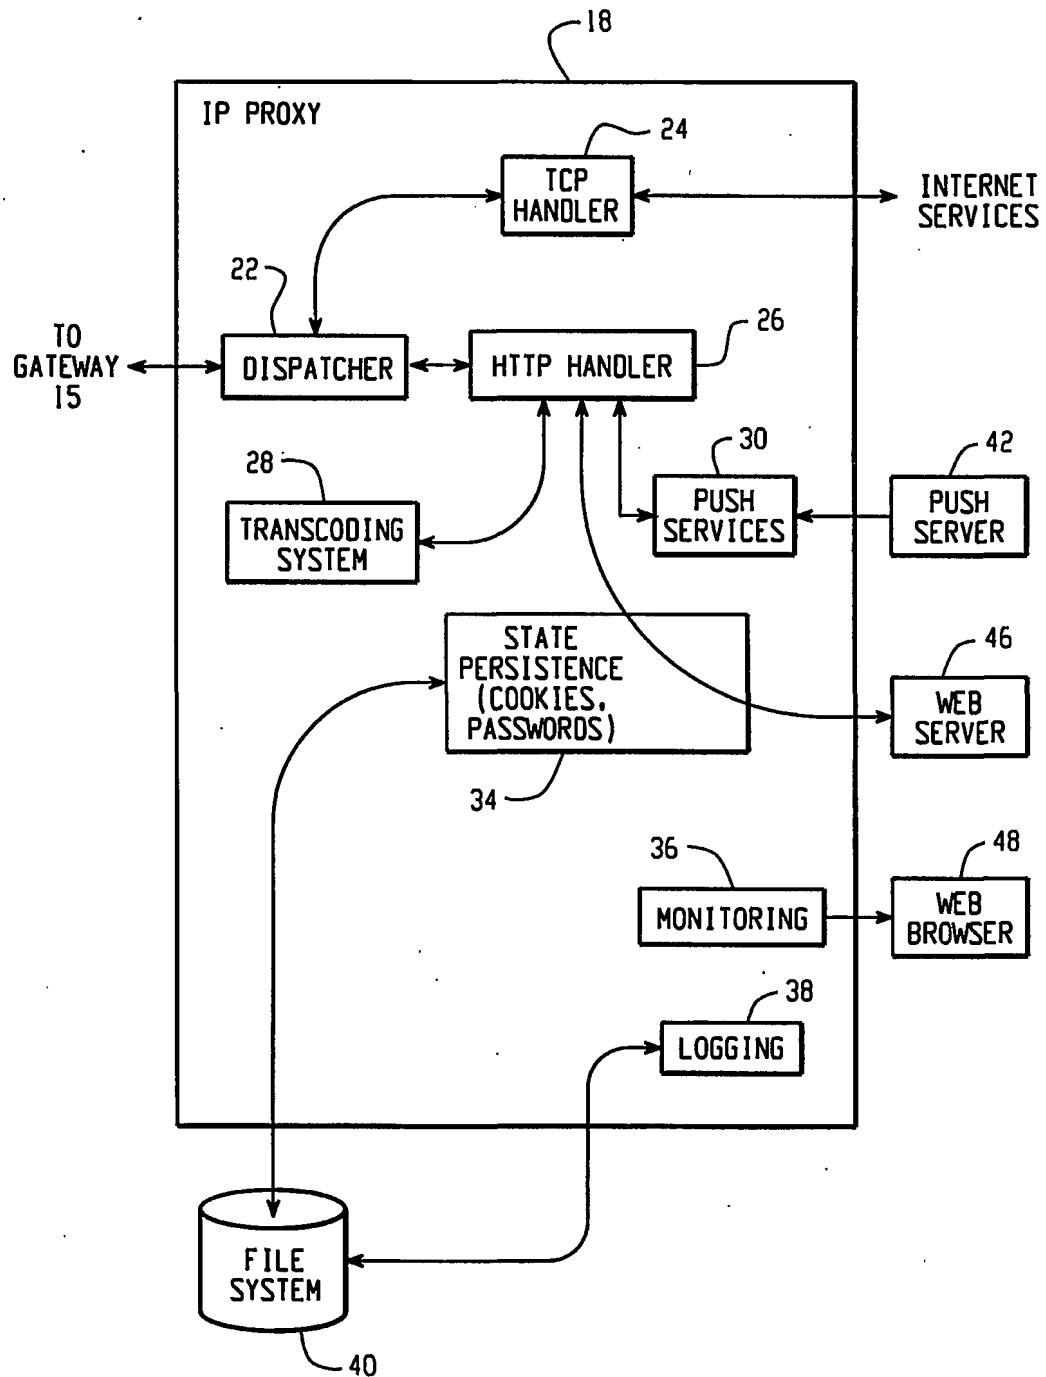 18
IP PROXY
24
TCP
HANDLER
INTERNET
SERVICES
22
TO
GATEWAY
15
DISPATCHER
26
HTTP HANDLER
28
TRANSCODING
SYSTEM
30
PUSH
SERVICES
42
PUSH
SERVER
STATE
PERSISTENCE
(COOKIES,
PASSWORDS)
34
46
WEB
SERVER
36
MONITORING
48
WEB
BROWSER
38
LOGGING
FILE
SYSTEM
40